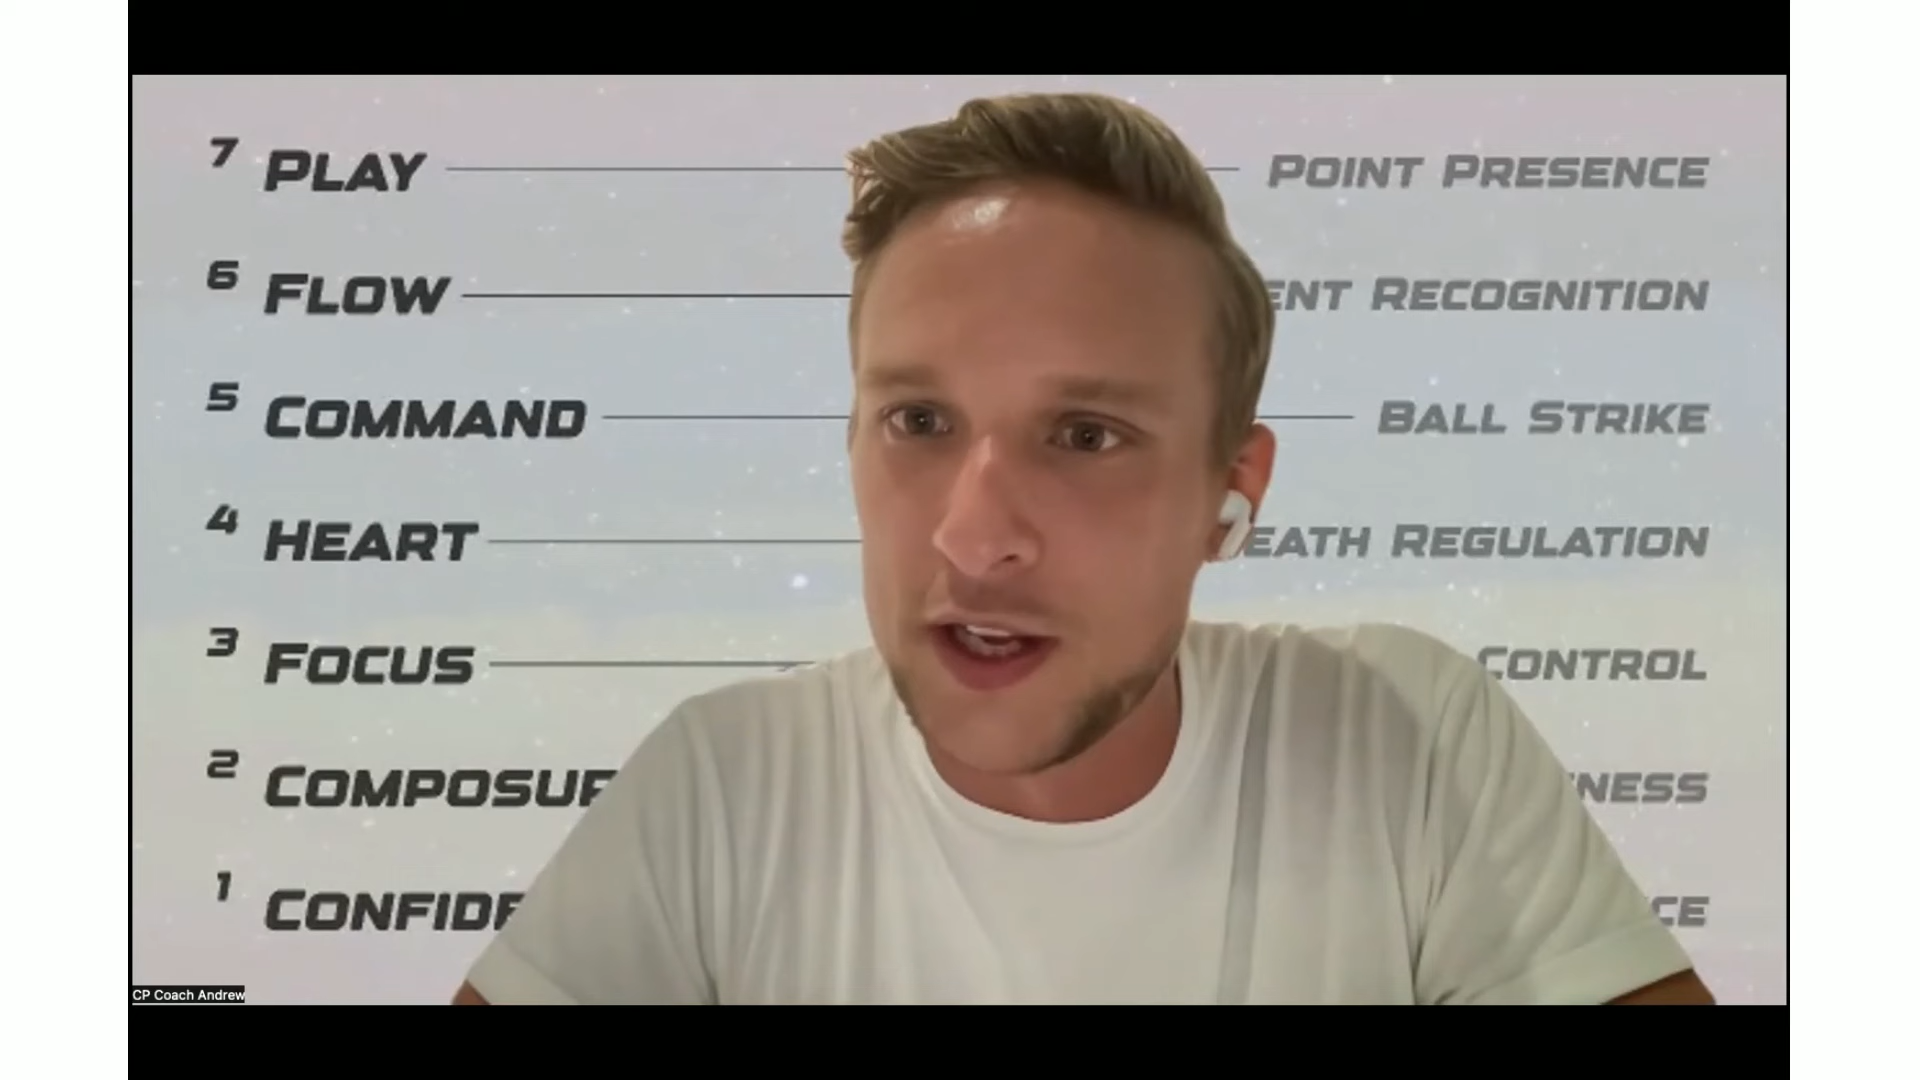 7 PLAY POINT PRESENCE
6 FLOW RECOGNITION
5 COMMAND BALL STRIKE
4 HEART REGULATION
3 FOCUS CONTROL
2
1
CP Coach Andrew